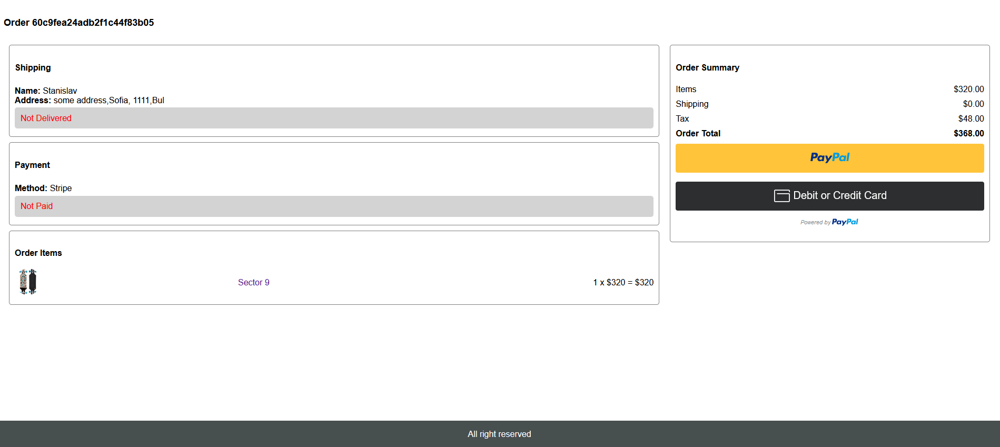 Order 60c9fea24adb2f1c44f83b05
Shipping
Name: Stanislav
Address: some address,Sofia, 1111,Bul
Not Delivered
Payment
Method: Stripe
Not Paid
Order Items
Sector 9
1 x $320 = $320
Order Summary
Items $320.00
Shipping $0.00
Tax $48.00
Order Total $368.00
PayPal
Debit or Credit Card
Powered by PayPal
All right reserved